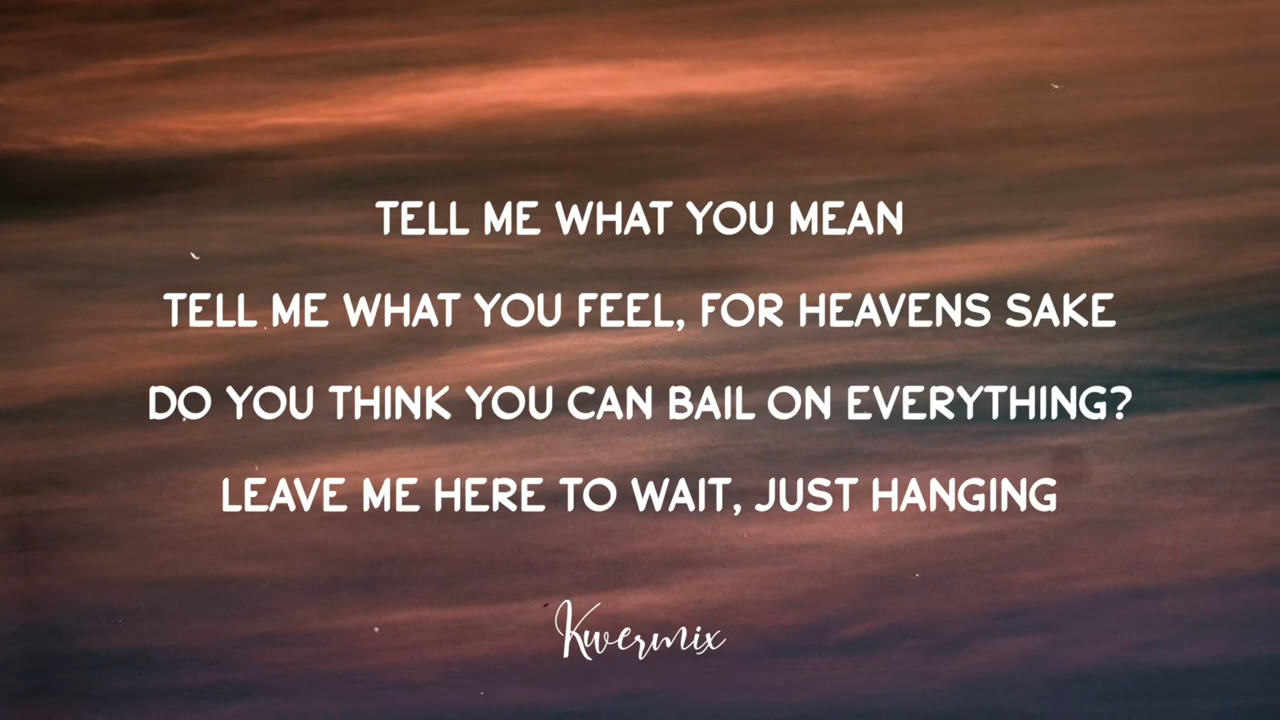 TELL ME WHAT YOU MEAN
TELL ME WHAT YOU FEEL, FOR HEAVENS SAKE
DO YOU THINK YOU CAN BAIL ON EVERYTHING?
LEAVE ME HERE TO WAIT, JUST HANGING
Kwermix